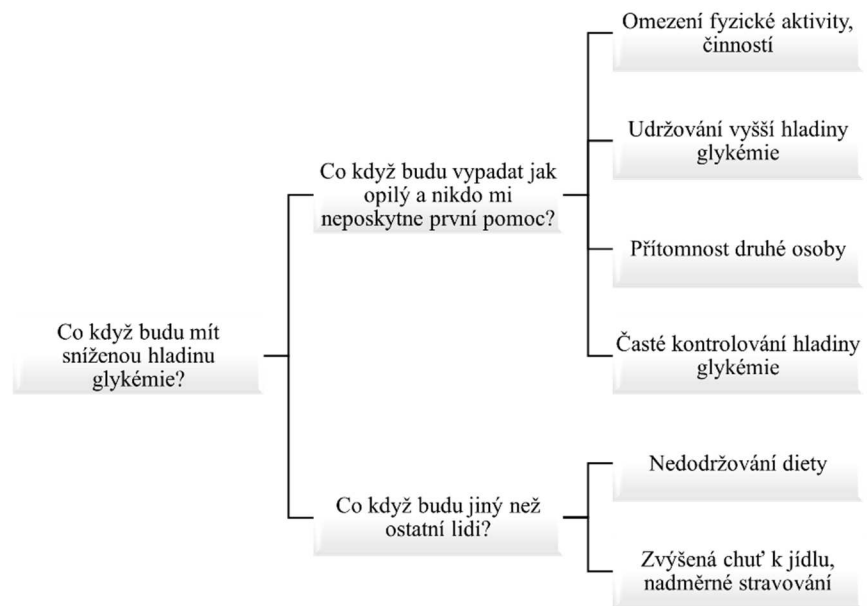 Omezení fyzické aktivity,
činností
Udržování vyšší hladiny
glykémie
Co když budu vypadat jak
opilý a nikdo mi
neposkytne první pomoc?
Přítomnost druhé osoby
Co když budu mít
sníženou hladinu
glykémie?
Časté kontrolování hladiny
glykémie
Nedodržování diety
Co když budu jiný než
ostatní lidi?
Zvýšená chuť k jídlu,
nadměrné stravování